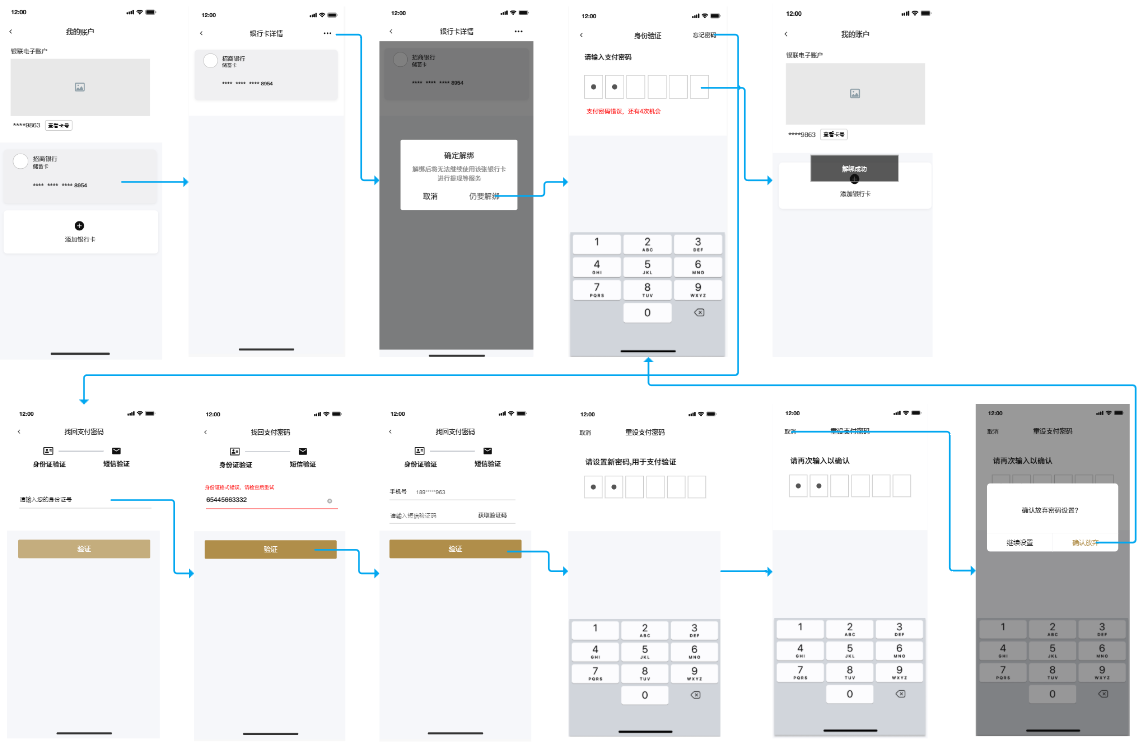 12:00
我的账户
银联电子账户
****9863 查看卡号
招商银行
储蓄卡
**** **** **** 8954
添加银行卡
12:00
银行卡详情
招商银行
储蓄卡
**** **** **** 8954
12:00
银行卡详情
招商银行
储蓄卡
**** **** **** 8954
确定解绑
解绑后将无法继续使用该张银行卡
进行提现等服务
取消 仍要解绑
12:00
身份验证 忘记密码
请输入支付密码
支付密码错误，还有4次机会
1 2 3
ABC DEF
4 5 6
GHI JKL MNO
7 8 9
PQRS TUV WXYZ
0
12:00
我的账户
银联电子账户
****9863 查看卡号
解绑成功
添加银行卡
12:00
找回支付密码
身份证验证 短信验证
请输入您的身份证号
验证
12:00
找回支付密码
身份证验证 短信验证
65445663332
验证
12:00
找回支付密码
身份证验证 短信验证
手机号 188****963
请输入短信验证码 获取验证码
验证
12:00
取消 重设支付密码
请设置新密码,用于支付验证
1 2 3
ABC DEF
4 5 6
GHI JKL MNO
7 8 9
PQRS TUV WXYZ
0
12:00
取消 重设支付密码
请再次输入以确认
1 2 3
ABC DEF
4 5 6
GHI JKL MNO
7 8 9
PQRS TUV WXYZ
0
12:00
取消 重设支付密码
请再次输入以确认
确认放弃密码设置?
继续设置 确认放弃
1 2 3
ABC DEF
4 5 6
GHI JKL MNO
7 8 9
PQRS TUV WXYZ
0